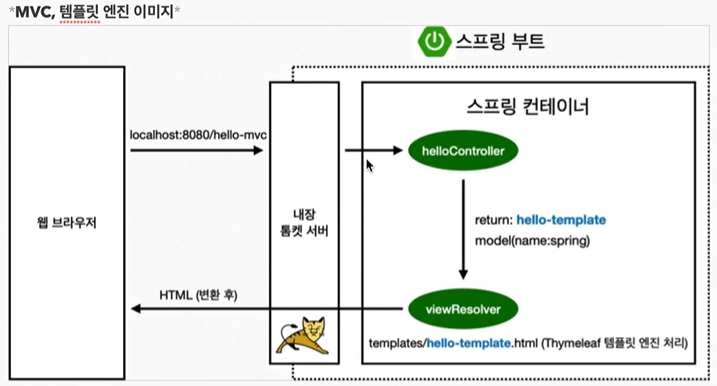 *MVC, 템플릿 엔진 이미지*
스프링 부트
스프링 컨테이너
localhost:8080/hello-mvc
helloController
웹 브라우저
내장
톰켓 서버
return: hello-template
model(name:spring)
HTML (변환 후)
viewResolver
templates/hello-template.html (Thymeleaf 템플릿 엔진 처리)